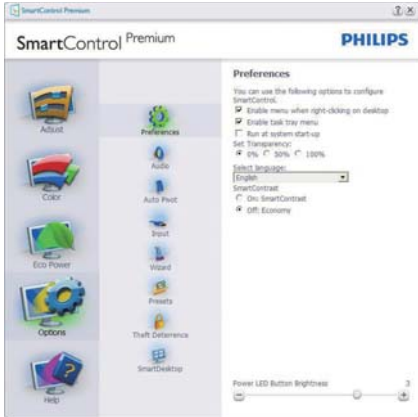 SmartControl Premium
SmartControl Premium
PHILIPS
Adjust
Color
Eco Power
Options
Help
Preferences
Audio
Auto Pivot
Input
Wizard
Presets
Theft Deterrence
SmartDesktop
Preferences
You can use the following options to configure
SmartControl.
Enable menu when right-clicking on desktop
Enable task tray menu
Run at system start-up
Set Transparency:
0% 50% 100%
Select language:
English
SmartContrast
On: SmartContrast
Off: Economy
Power LED Button Brightness 3